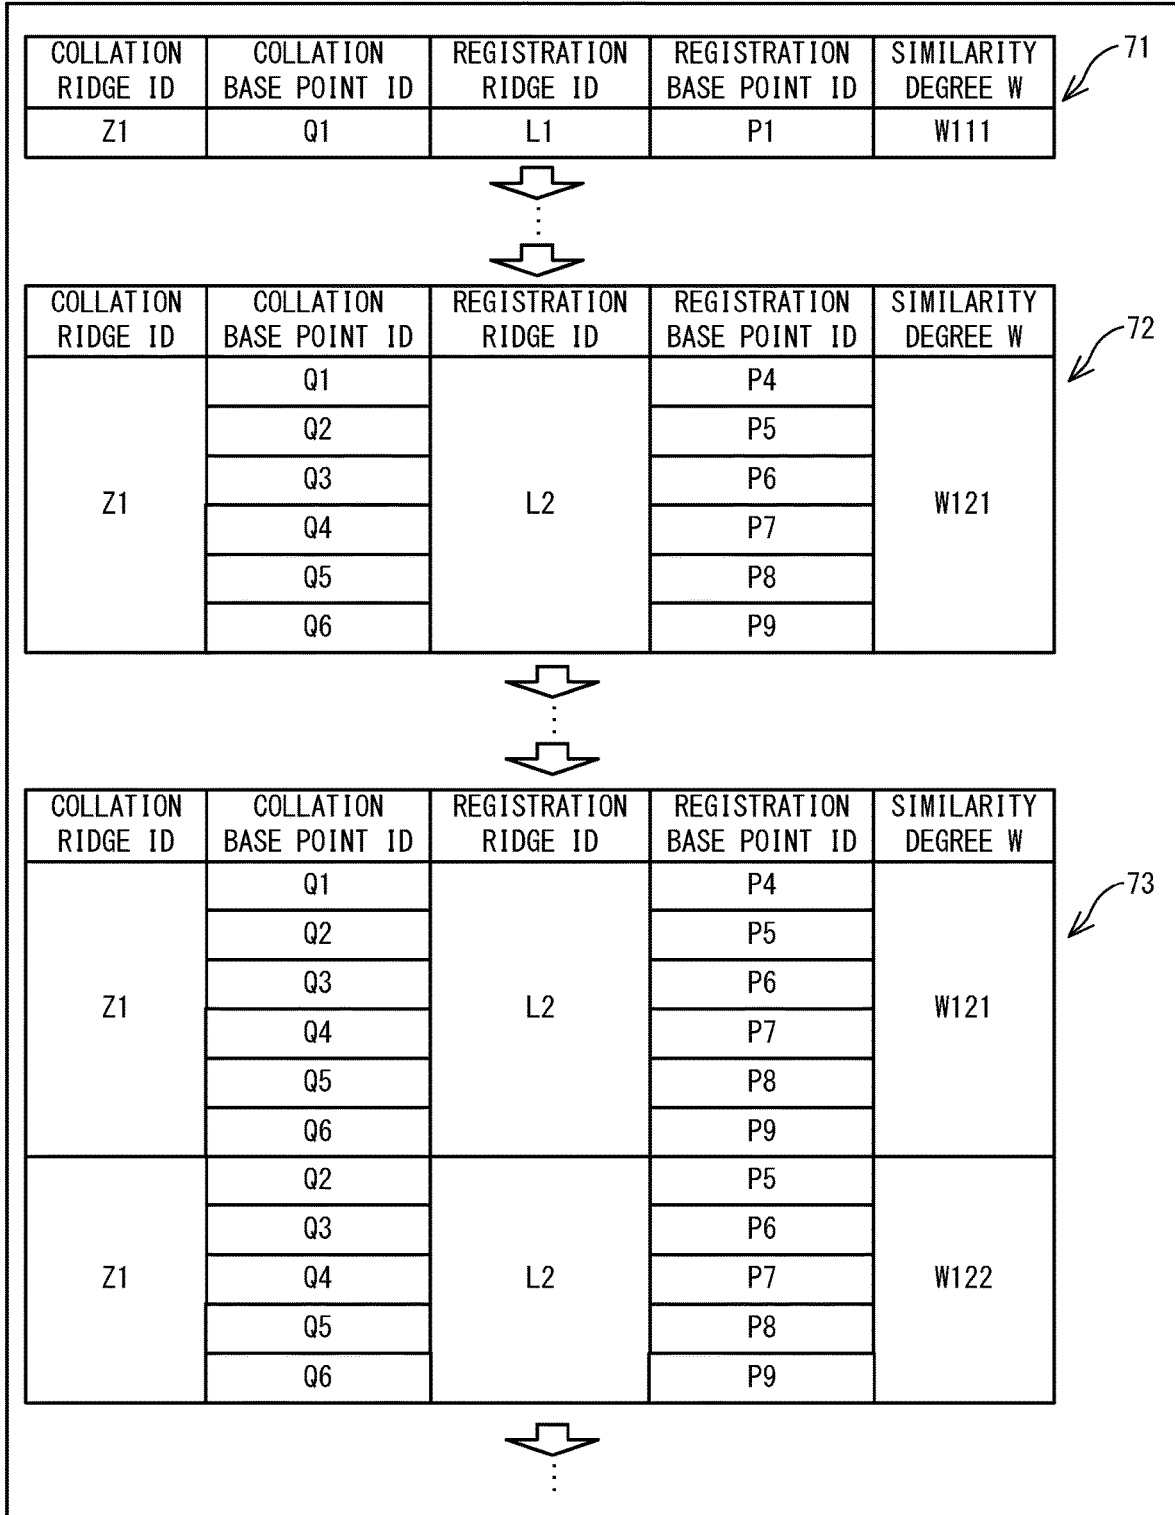 COLLATION RIDGE ID COLLATION BASE POINT ID REGISTRATION RIDGE ID REGISTRATION BASE POINT ID SIMILARITY DEGREE W
Z1 Q1 L1 P1 W111
71
COLLATION RIDGE ID COLLATION BASE POINT ID REGISTRATION RIDGE ID REGISTRATION BASE POINT ID SIMILARITY DEGREE W
72
Q1 P4
Q2 P5
Q3 P6
Z1 L2 W121
Q4 P7
Q5 P8
Q6 P9
COLLATION RIDGE ID COLLATION BASE POINT ID REGISTRATION RIDGE ID REGISTRATION BASE POINT ID SIMILARITY DEGREE W
73
Q1 P4
Q2 P5
Q3 P6
Z1 L2 W121
Q4 P7
Q5 P8
Q6 P9
Q2 P5
Q3 P6
Z1 Q4 L2 P7 W122
Q5 P8
Q6 P9